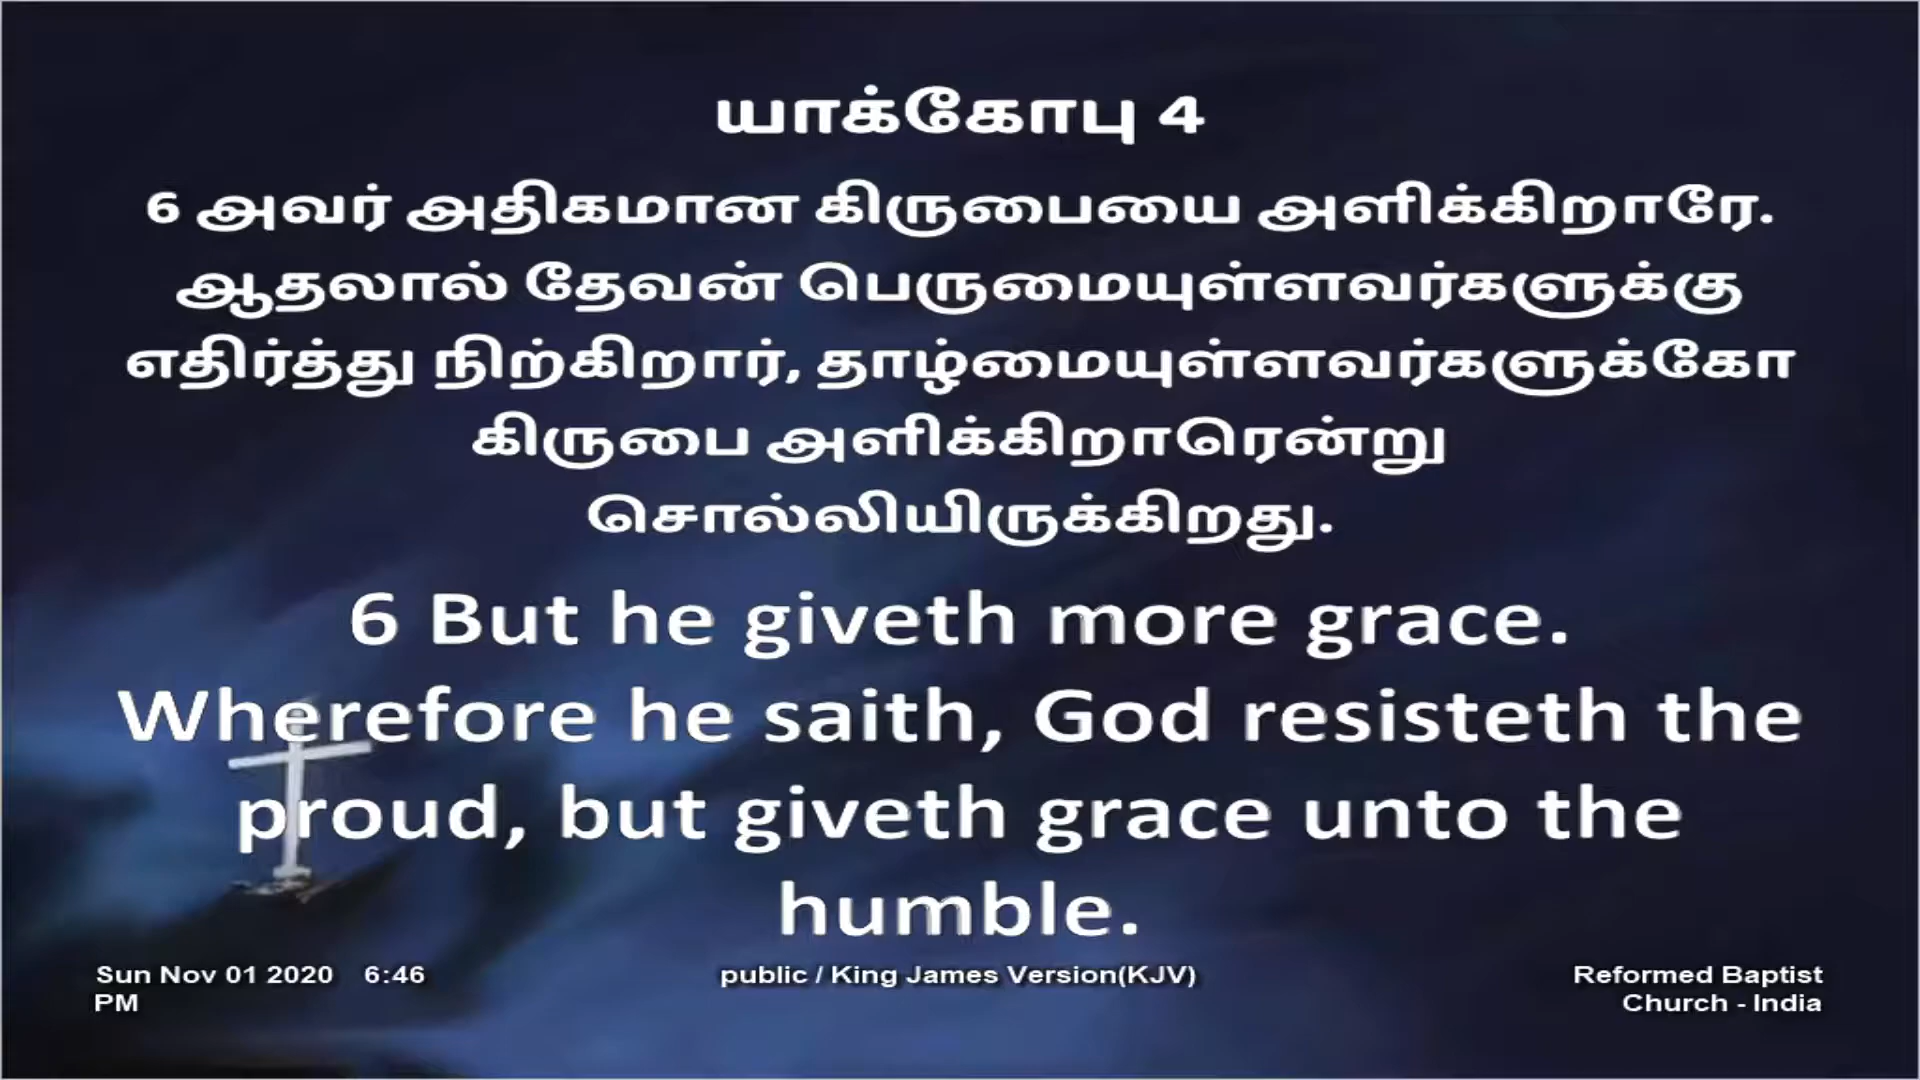 யாக்கோபு 4
6 அவர் அதிகமான கிருபையை அளிக்கிறாரே.
ஆதலால் தேவன் பெருமையுள்ளவர்களுக்கு
எதிர்த்து நிற்கிறார், தாழ்மையுள்ளவர்களுக்கோ
கிருபை அளிக்கிறாரென்று
சொல்லியிருக்கிறது.
6 But he giveth more grace.
Wherefore he saith, God resisteth the
proud, but giveth grace unto the
humble.
Sun Nov 01 2020 6:46
PM
public / King James Version(KJV)
Reformed Baptist
Church - India